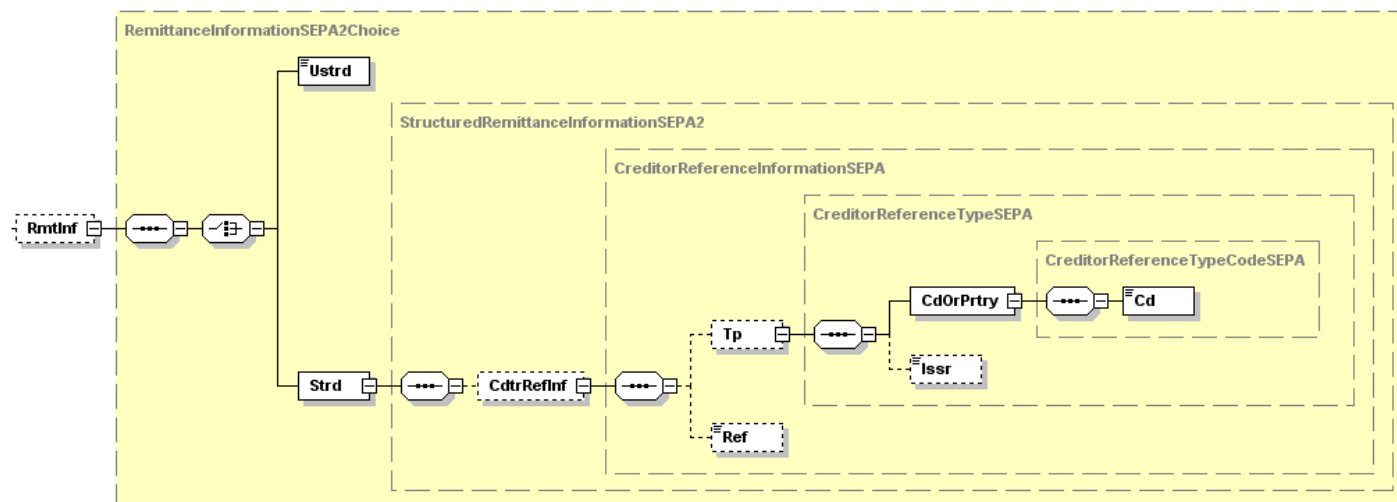 RemittanceInformationSEPA2Choice
Ustrd
StructuredRemittanceInformationSEPA2
CreditorReferenceInformationSEPA
CreditorReferenceTypeSEPA
RmtInf
CreditorReferenceTypeCodeSEPA
CdOrPrtry
Cd
Tp
Issr
Strd
CdtrRefInf
Ref